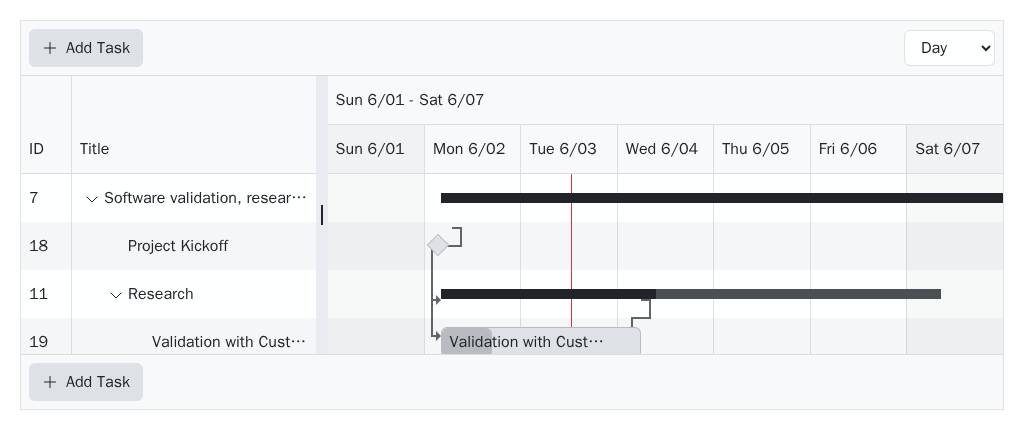 Add Task
Day
Sun 6/01 - Sat 6/07
ID Title Sun 6/01 Mon 6/02 Tue 6/03 Wed 6/04 Thu 6/05 Fri 6/06 Sat 6/07
7 Software validation, resear···
18 Project Kickoff
11 Research
19 Validation with Cust··· Validation with Cust···
Add Task